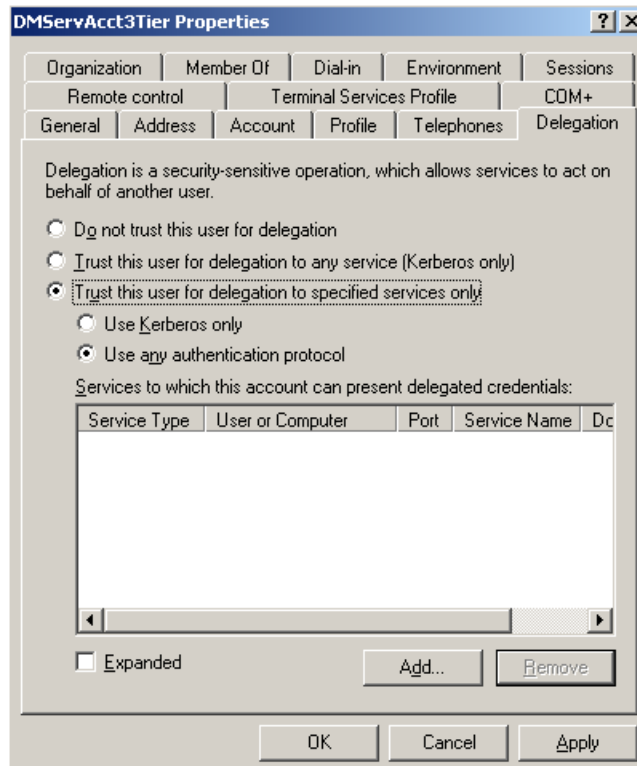 DMServAcct3Tier Properties
Organization Member Of Dial-in Environment Sessions
Remote control Terminal Services Profile COM+
General Address Account Profile Telephones Delegation
Delegation is a security-sensitive operation, which allows services to act on
behalf of another user.
Do not trust this user for delegation
Trust this user for delegation to any service (Kerberos only)
Trust this user for delegation to specified services only
Use Kerberos only
Use any authentication protocol
Services to which this account can present delegated credentials:
Service Type User or Computer Port Service Name Do
Expanded Add... Remove
OK Cancel Apply